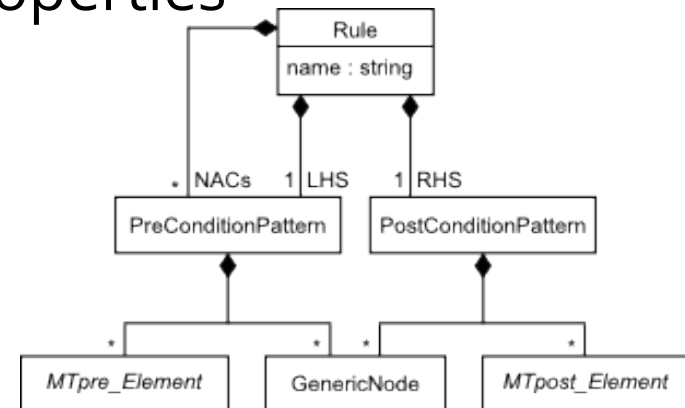 operties
Rule
name : string
* NACs 1 LHS 1 RHS
PreConditionPattern PostConditionPattern
* * * *
MTpre_Element GenericNode MTpost_Element